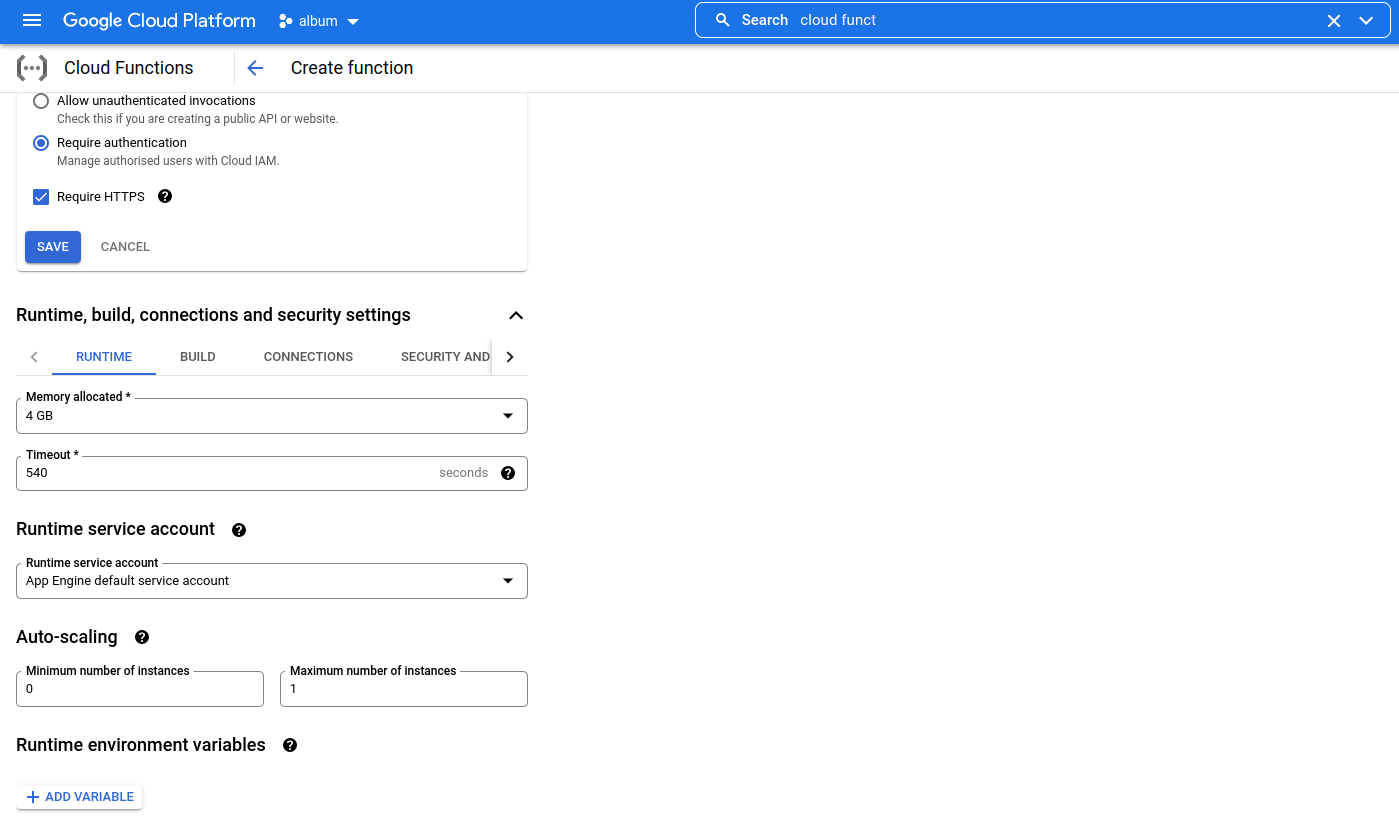 Google Cloud Platform album Search cloud funct
Cloud Functions Create function
Allow unauthenticated invocations
Check this if you are creating a public API or website.
Require authentication
Manage authorised users with Cloud IAM.
Require HTTPS
SAVE CANCEL
Runtime, build, connections and security settings
RUNTIME BUILD CONNECTIONS SECURITY AND
Memory allocated *
4 GB
Timeout *
540 seconds
Runtime service account
Runtime service account
App Engine default service account
Auto-scaling
Minimum number of instances Maximum number of instances
0 1
Runtime environment variables
ADD VARIABLE